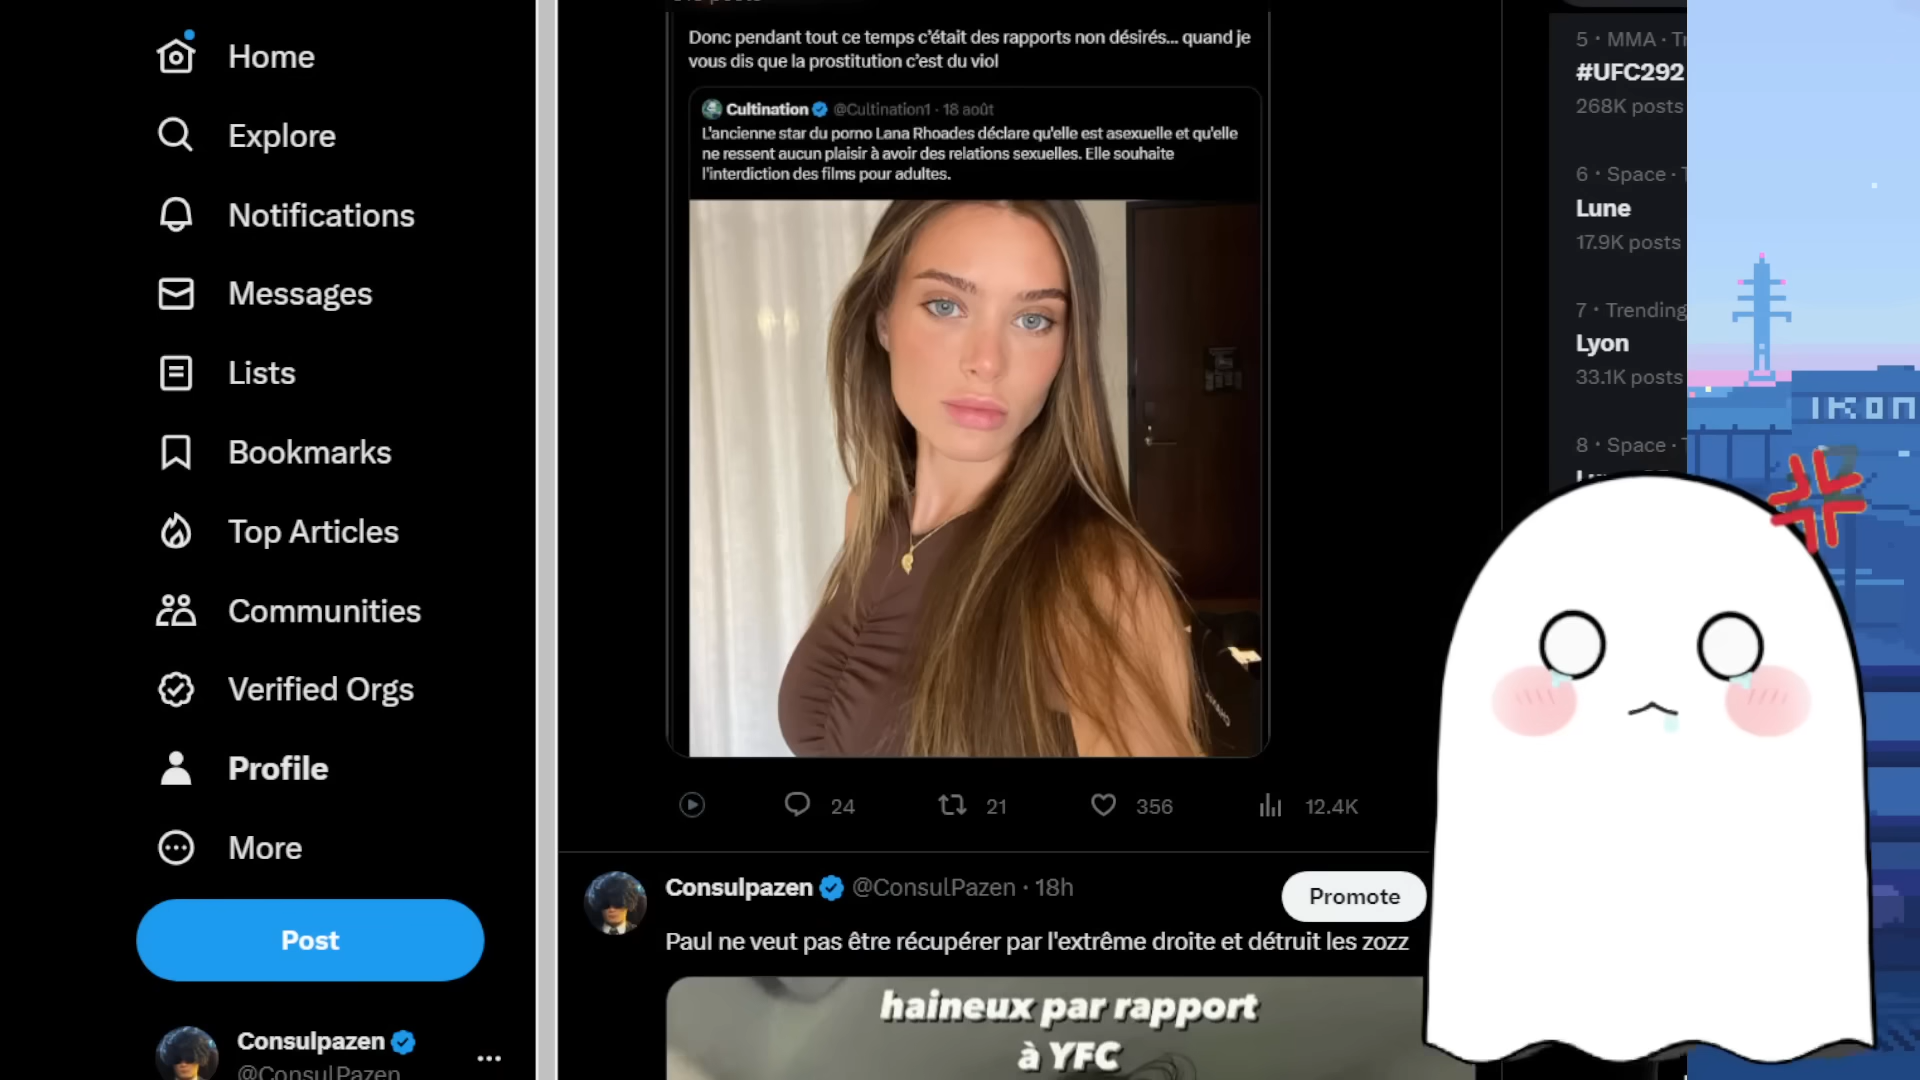 Home
Explore
Notifications
Messages
Lists
Bookmarks
Top Articles
Communities
Verified Orgs
Profile
More
Post
Consulpazen
@ConsulPazen
Donc pendant tout ce temps c'était des rapports non désirés... quand je
vous dis que la prostitution c'est du viol
Cultination @Cultination1 · 18 août
L'ancienne star du porno Lana Rhoades déclare qu'elle est asexuelle et qu'elle
ne ressent aucun plaisir à avoir des relations sexuelles. Elle souhaite
l'interdiction des films pour adultes.
24 21 356 12.4K
Consulpazen @ConsulPazen · 18h
Promote
Paul ne veut pas être récupérer par l'extrême droite et détruit les zozz
haineux par rapport
à YFC
5 · MMA ·
#UFC292
268K posts
6 · Space ·
Lune
17.9K posts
7 · Trending
Lyon
33.1K posts
8 · Space ·
IKON